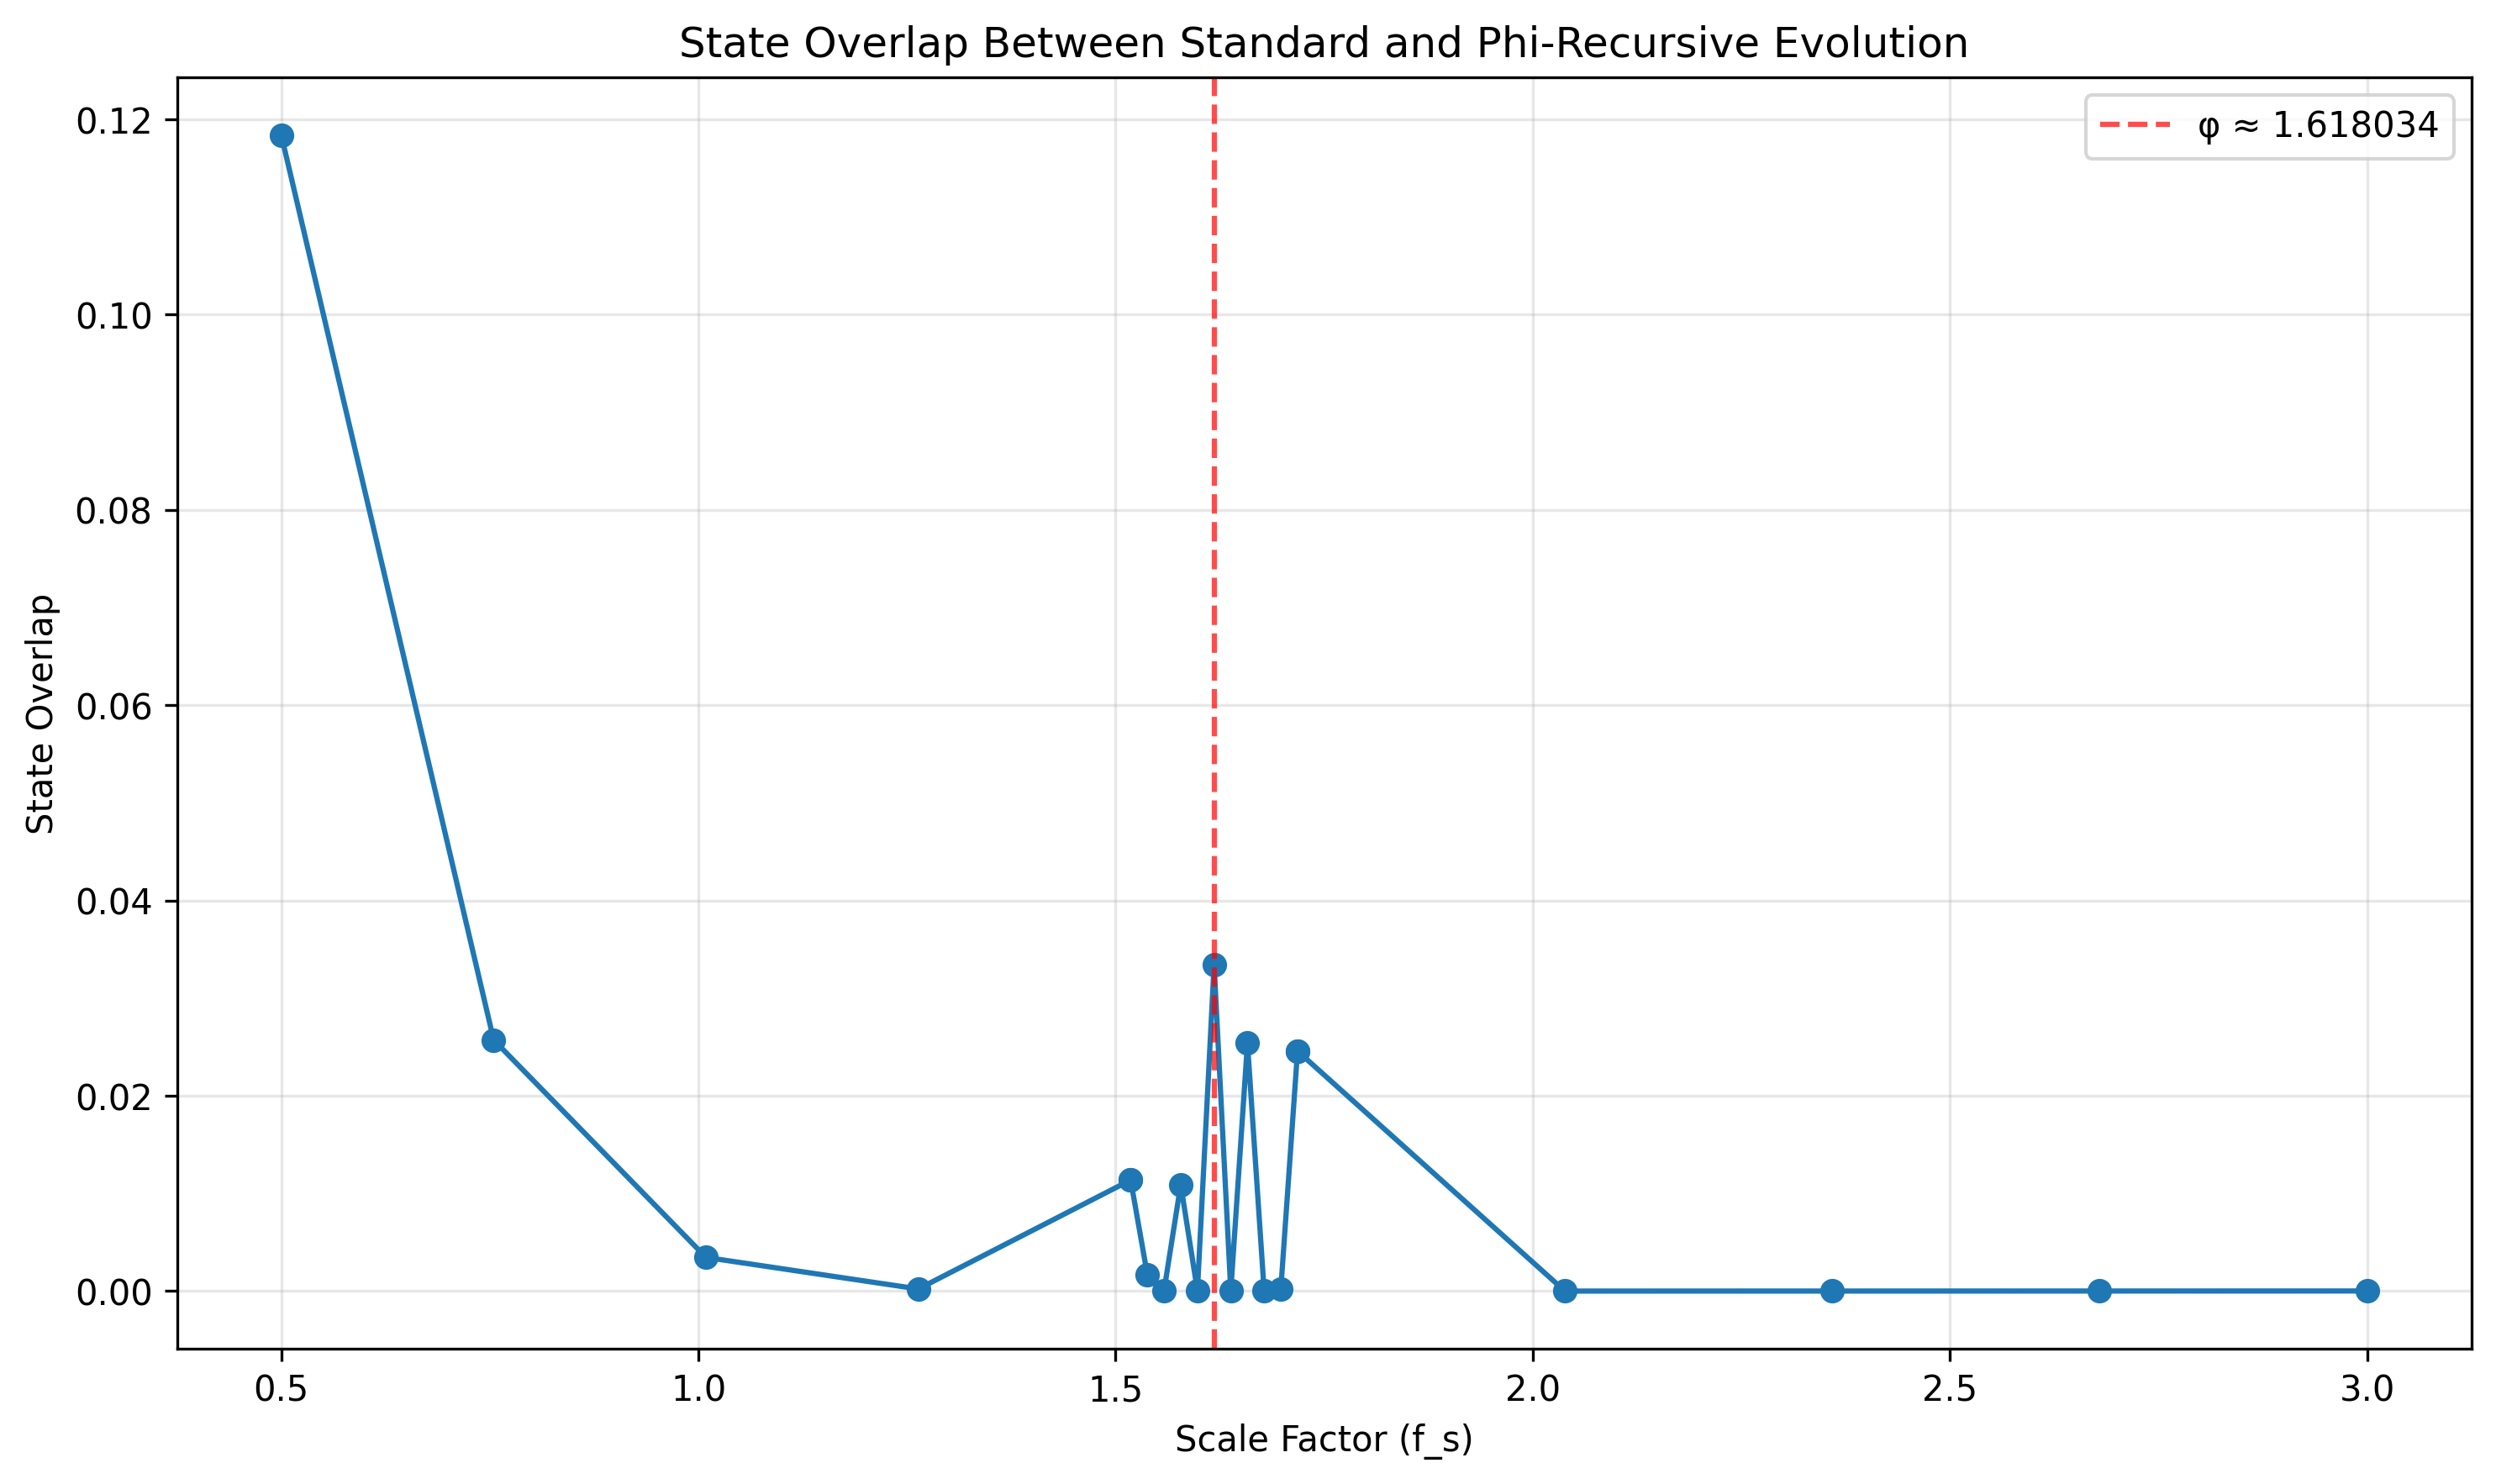 State Overlap Between Standard and Phi-Recursive Evolution
φ ≈ 1.618034
0.12
0.10
0.08
0.06
0.04
0.02
0.00
State Overlap
0.5 1.0 1.5 2.0 2.5 3.0
Scale Factor (f_s)